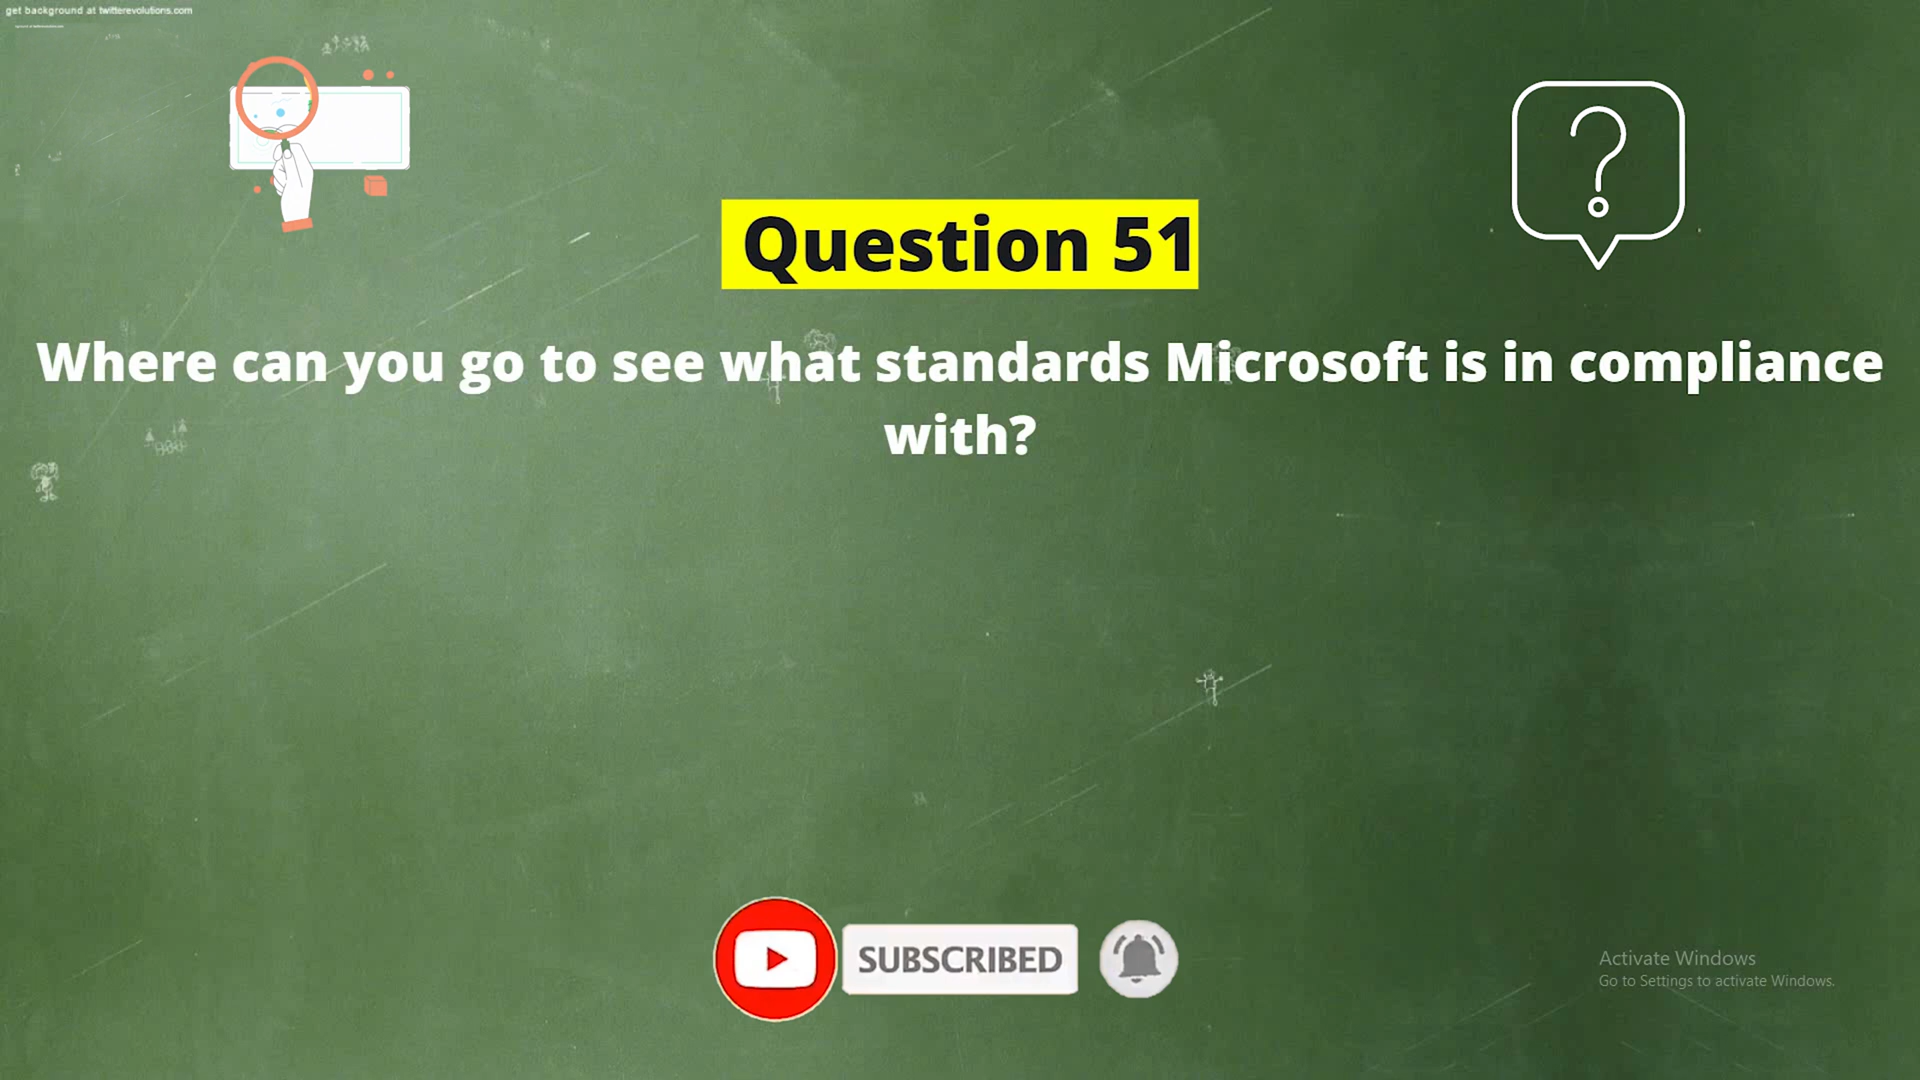 get background at twitterevolutions.com
Question 51
Where can you go to see what standards Microsoft is in compliance
with?
SUBSCRIBED
Activate Windows
Go to Settings to activate Windows.